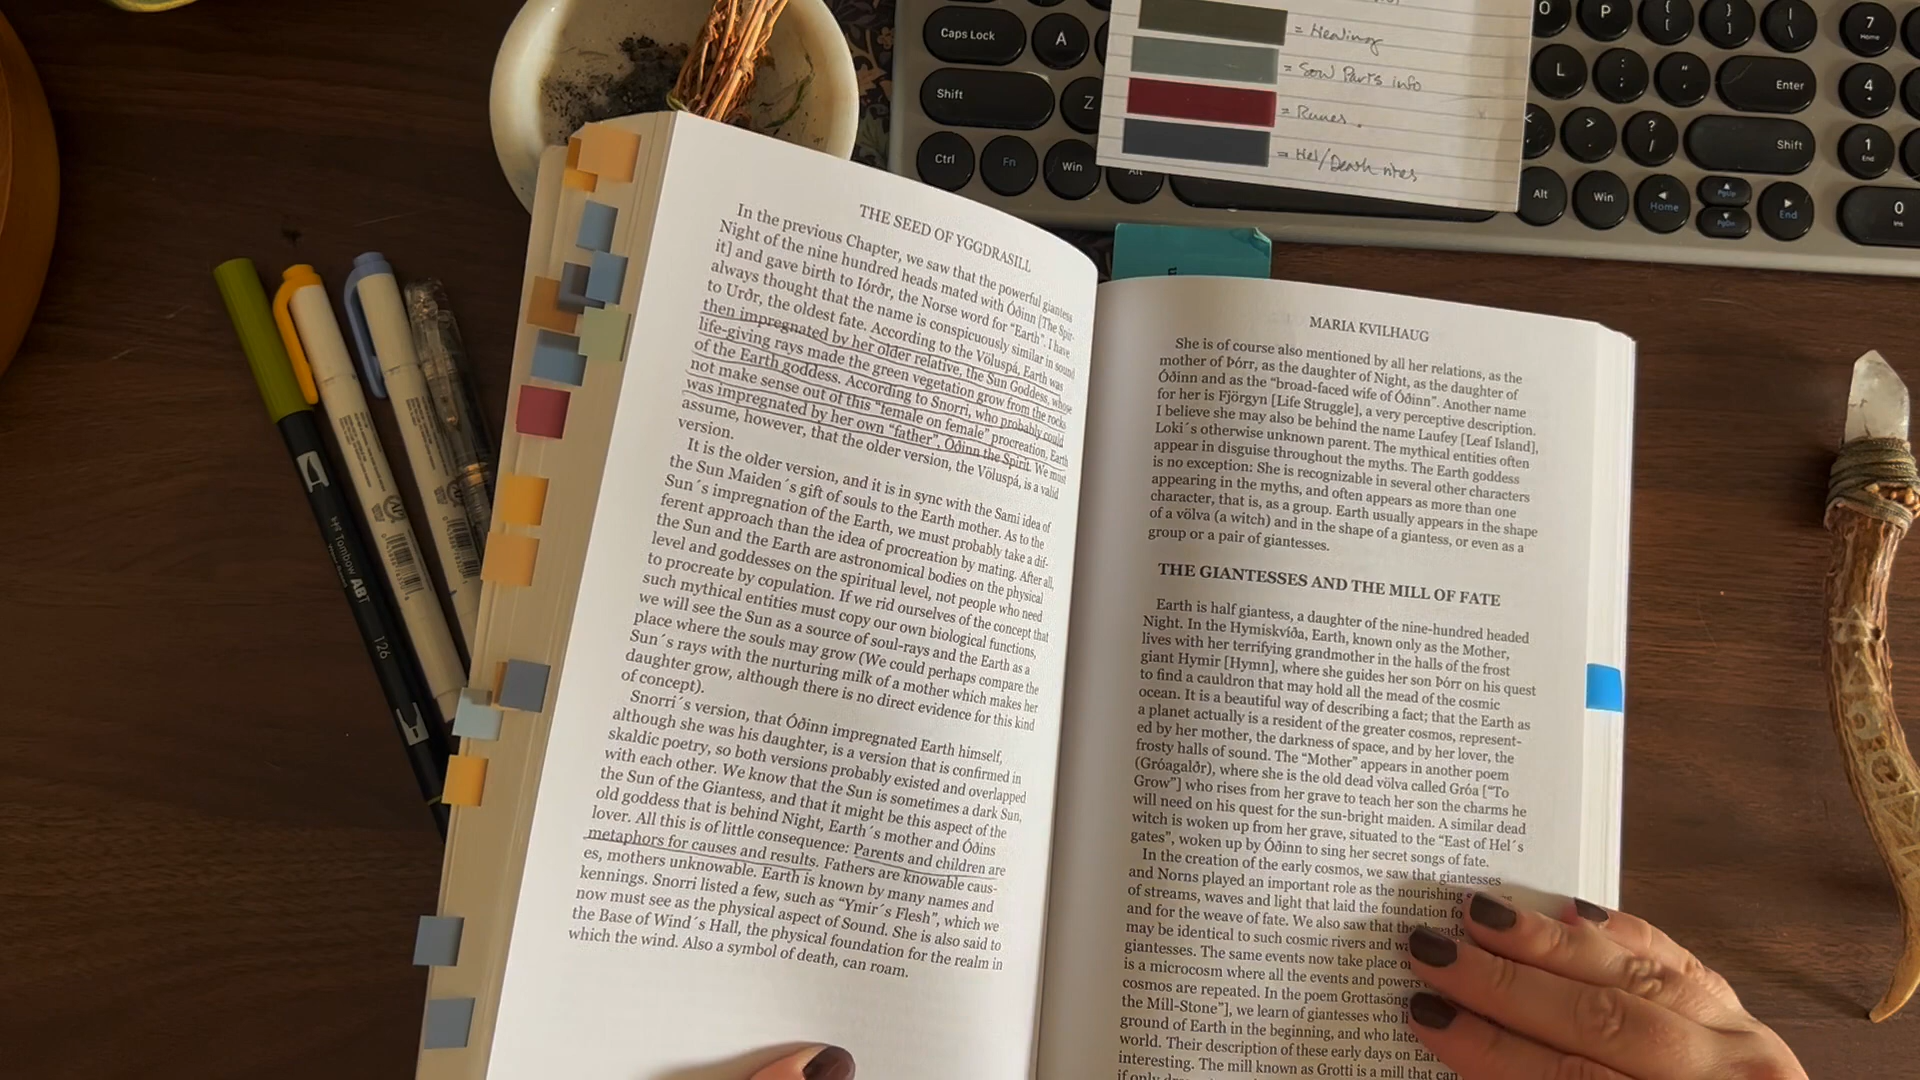 = Healing
= Soul Parts info
= Runes.
= Hel/Death rites
Caps Lock
A
Shift
Z
Ctrl
Fn
Win
Alt
O
P
{ [
} ]
| \
7 Home
L
: ;
" '
Enter
4
<
>
? /
Shift
1 End
Alt
Win
Home
PgUp
PgDn
End
0 Ins
Tombow ABT
126
THE SEED OF YGGDRASILL
In the previous Chapter, we saw that the powerful giantess
Night of the nine hundred heads mated with Óðinn [The Spir-
it] and gave birth to Iórðr, the Norse word for “Earth”. I have
always thought that the name is conspicuously similar in sound
to Urðr, the oldest fate. According to the Völuspá, Earth was
then impregnated by her older relative, the Sun Goddess, whose
life-giving rays made the green vegetation grow from the rocks
of the Earth goddess. According to Snorri, who probably could
not make sense out of this “female on female” procreation, Earth
was impregnated by her own “father”, Óðinn the Spirit. We must
assume, however, that the older version, the Völuspá, is a valid
version.
It is the older version, and it is in sync with the Sami idea of
the Sun Maiden´s gift of souls to the Earth mother. As to the
Sun´s impregnation of the Earth, we must probably take a dif-
ferent approach than the idea of procreation by mating. After all,
the Sun and the Earth are astronomical bodies on the physical
level and goddesses on the spiritual level, not people who need
to procreate by copulation. If we rid ourselves of the concept that
such mythical entities must copy our own biological functions,
we will see the Sun as a source of soul-rays and the Earth as a
place where the souls may grow (We could perhaps compare the
Sun´s rays with the nurturing milk of a mother which makes her
daughter grow, although there is no direct evidence for this kind
of concept).
Snorri´s version, that Óðinn impregnated Earth himself,
although she was his daughter, is a version that is confirmed in
skaldic poetry, so both versions probably existed and overlapped
with each other. We know that the Sun is sometimes a dark Sun,
the Sun of the Giantess, and that it might be this aspect of the
old goddess that is behind Night, Earth´s mother and Óðins
lover. All this is of little consequence: Parents and children are
metaphors for causes and results. Fathers are knowable caus-
es, mothers unknowable. Earth is known by many names and
kennings. Snorri listed a few, such as “Ymir´s Flesh”, which we
now must see as the physical aspect of Sound. She is also said to
the Base of Wind´s Hall, the physical foundation for the realm in
which the wind. Also a symbol of death, can roam.
MARIA KVILHAUG
She is of course also mentioned by all her relations, as the
mother of Þórr, as the daughter of Night, as the daughter of
Óðinn and as the “broad-faced wife of Óðinn”. Another name
for her is Fjörgyn [Life Struggle], a very perceptive description.
I believe she may also be behind the name Laufey [Leaf Island],
Loki´s otherwise unknown parent. The mythical entities often
appear in disguise throughout the myths. The Earth goddess
is no exception: She is recognizable in several other characters
appearing in the myths, and often appears as more than one
character, that is, as a group. Earth usually appears in the shape
of a völva (a witch) and in the shape of a giantess, or even as a
group or a pair of giantesses.
THE GIANTESSES AND THE MILL OF FATE
Earth is half giantess, a daughter of the nine-hundred headed
Night. In the Hymiskvíða, Earth, known only as the Mother,
lives with her terrifying grandmother in the halls of the frost
giant Hymir [Hymn], where she guides her son Þórr on his quest
to find a cauldron that may hold all the mead of the cosmic
ocean. It is a beautiful way of describing a fact; that the Earth as
a planet actually is a resident of the greater cosmos, represent-
ed by her mother, the darkness of space, and by her lover, the
frosty halls of sound. The “Mother” appears in another poem
(Gróagaldr), where she is the old dead völva called Gróa [“To
Grow”] who rises from her grave to teach her son the charms he
will need on his quest for the sun-bright maiden. A similar dead
witch is woken up from her grave, situated to the “East of Hel´s
gates”, woken up by Óðinn to sing her secret songs of fate.
In the creation of the early cosmos, we saw that giantesses
and Norns played an important role as the nourishing
of streams, waves and light that laid the foundation
and for the weave of fate. We also saw that
may be identical to such cosmic rivers and
giantesses. The same events now take place
is a microcosm where all the events and powers
cosmos are repeated. In the poem Grottasöng
the Mill-Stone”], we learn of giantesses who
ground of Earth in the beginning, and who
world. Their description of these early days on
interesting. The mill known as Grotti is a mill that can